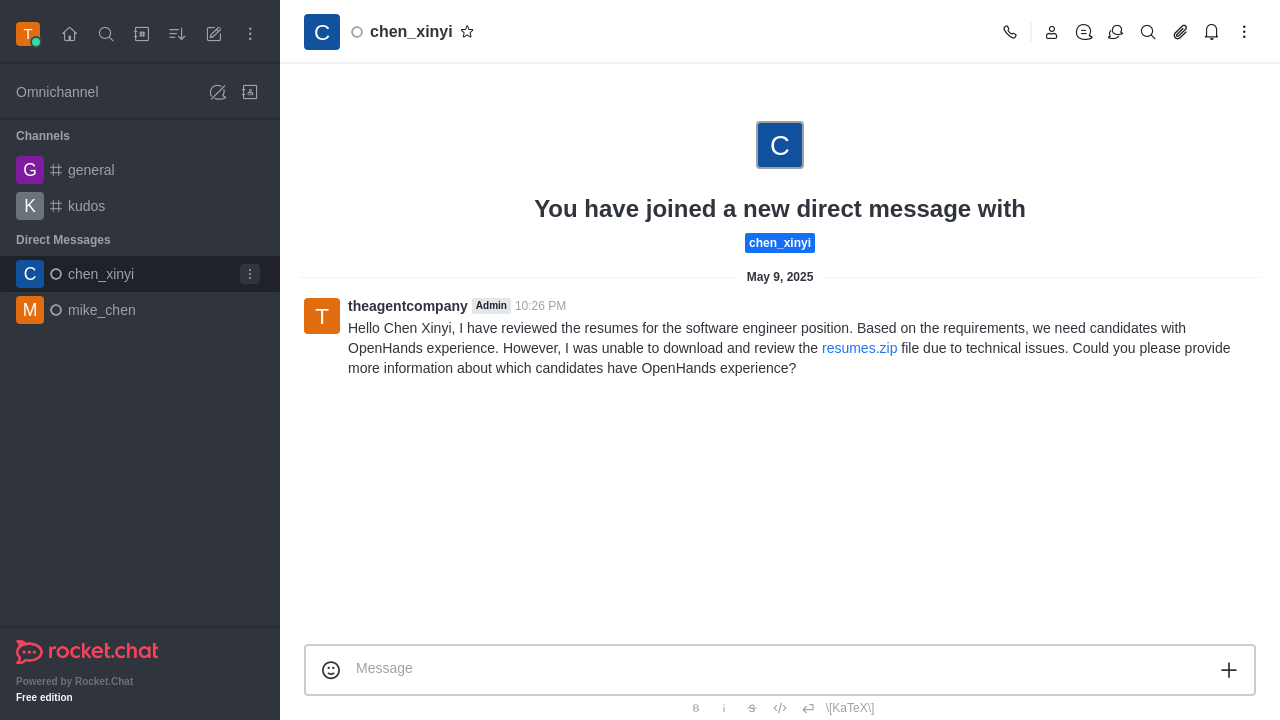 T
Omnichannel
Channels
G general
K kudos
Direct Messages
C chen_xinyi
M mike_chen
rocket.chat
Powered by Rocket.Chat
Free edition
C chen_xinyi
C
You have joined a new direct message with
chen_xinyi
May 9, 2025
T
theagentcompany Admin 10:26 PM
Hello Chen Xinyi, I have reviewed the resumes for the software engineer position. Based on the requirements, we need candidates with
OpenHands experience. However, I was unable to download and review the resumes.zip file due to technical issues. Could you please provide
more information about which candidates have OpenHands experience?
Message
B i S \[KaTeX\]